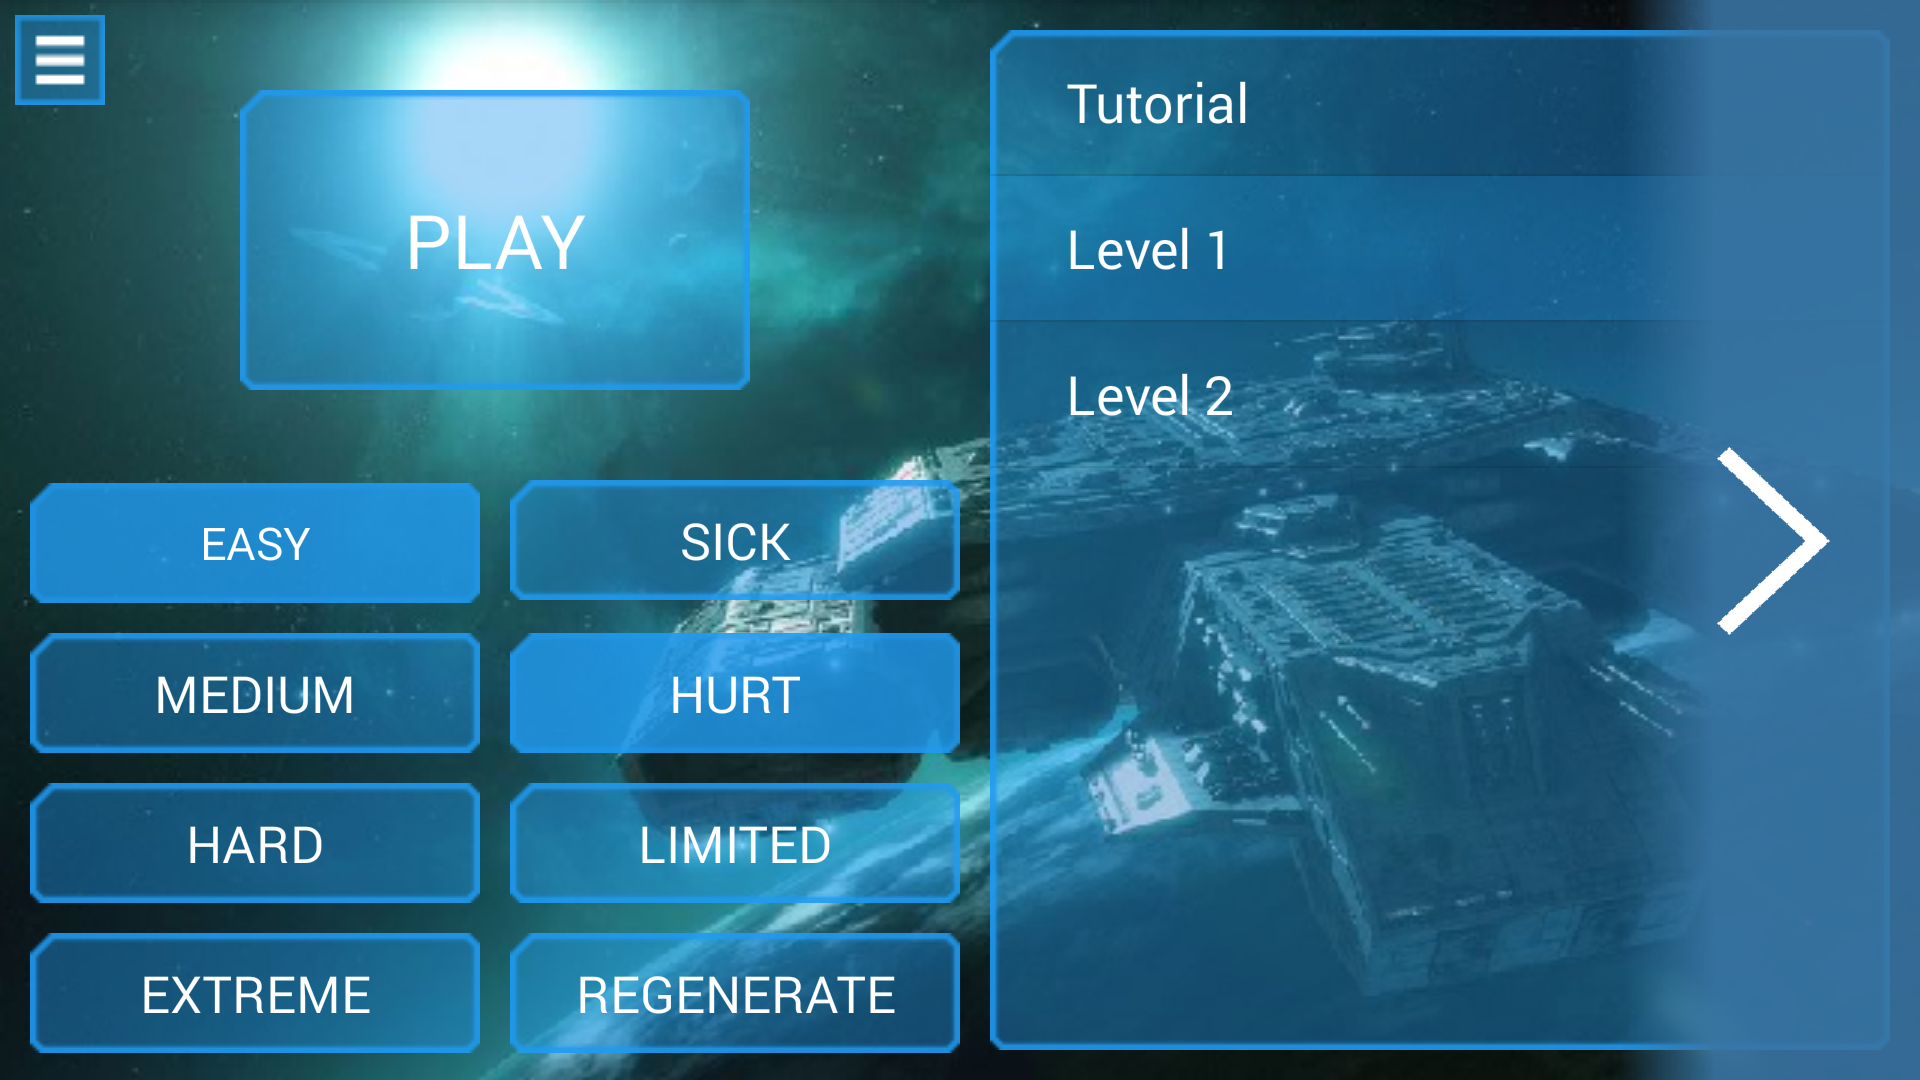 PLAY
EASY
SICK
MEDIUM
HURT
HARD
LIMITED
EXTREME
REGENERATE
Tutorial
Level 1
Level 2